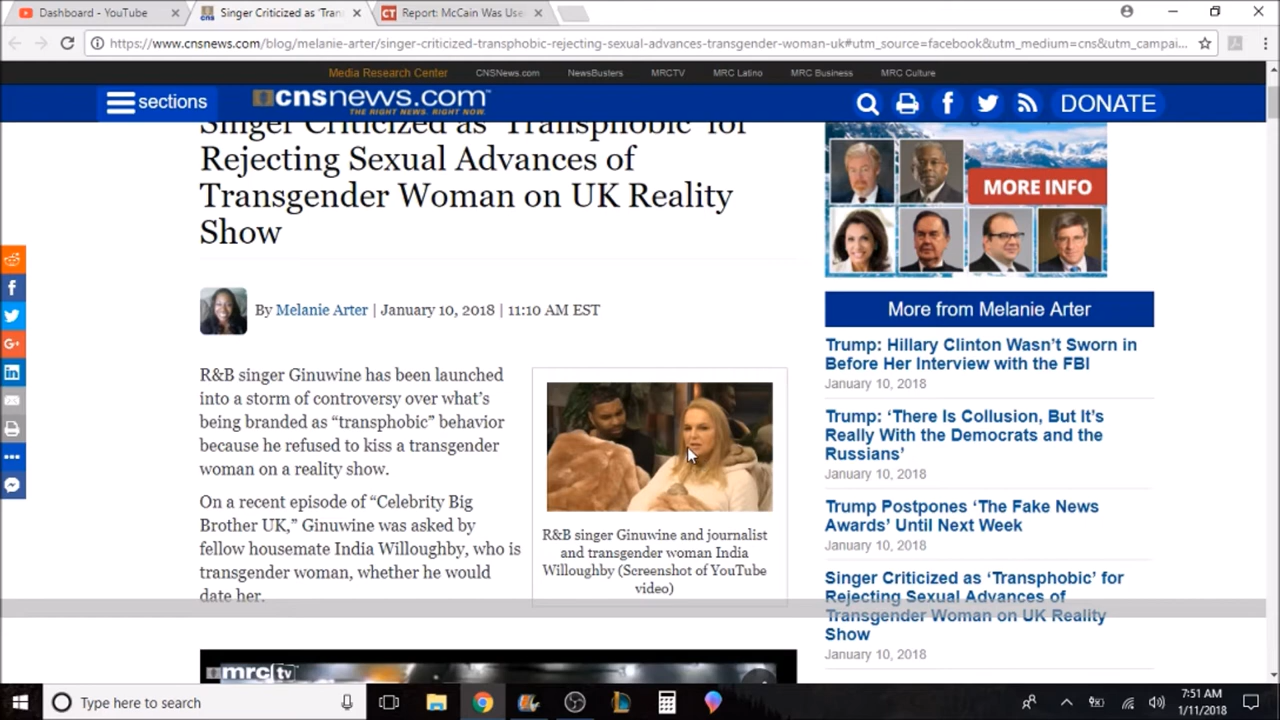 Dashboard - YouTube
Singer Criticized as 'Tran
Report: McCain Was Use
https://www.cnsnews.com/blog/melanie-arter/singer-criticized-transphobic-rejecting-sexual-advances-transgender-woman-uk#utm_source=facebook&utm_medium=cns&utm_campai...
Media Research Center CNSNews.com NewsBusters MRCTV MRC Latino MRC Business MRC Culture
sections
cnsnews.com
THE RIGHT NEWS. RIGHT NOW.
DONATE
Singer Criticized as 'Transphobic' for
Rejecting Sexual Advances of
Transgender Woman on UK Reality
Show
By Melanie Arter | January 10, 2018 | 11:10 AM EST
R&B singer Ginuwine has been launched
into a storm of controversy over what's
being branded as “transphobic” behavior
because he refused to kiss a transgender
woman on a reality show.
On a recent episode of “Celebrity Big
Brother UK,” Ginuwine was asked by
fellow housemate India Willoughby, who is
transgender woman, whether he would
date her.
R&B singer Ginuwine and journalist
and transgender woman India
Willoughby (Screenshot of YouTube
video)
mrctv
MORE INFO
More from Melanie Arter
Trump: Hillary Clinton Wasn't Sworn in
Before Her Interview with the FBI
January 10, 2018
Trump: 'There Is Collusion, But It's
Really With the Democrats and the
Russians'
January 10, 2018
Trump Postpones 'The Fake News
Awards' Until Next Week
January 10, 2018
Singer Criticized as 'Transphobic' for
Rejecting Sexual Advances of
Transgender Woman on UK Reality
Show
January 10, 2018
Type here to search
7:51 AM
1/11/2018